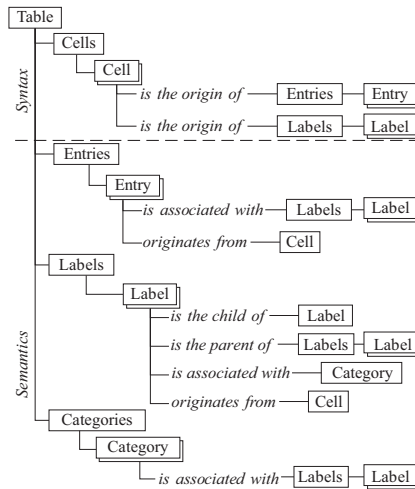 Table
Cells
Cell
is the origin of Entries Entry
is the origin of Labels Label
Syntax
Entries
Entry
is associated with Labels Label
originates from Cell
Labels
Label
is the child of Label
is the parent of Labels Label
is associated with Category
originates from Cell
Semantics
Categories
Category
is associated with Labels Label